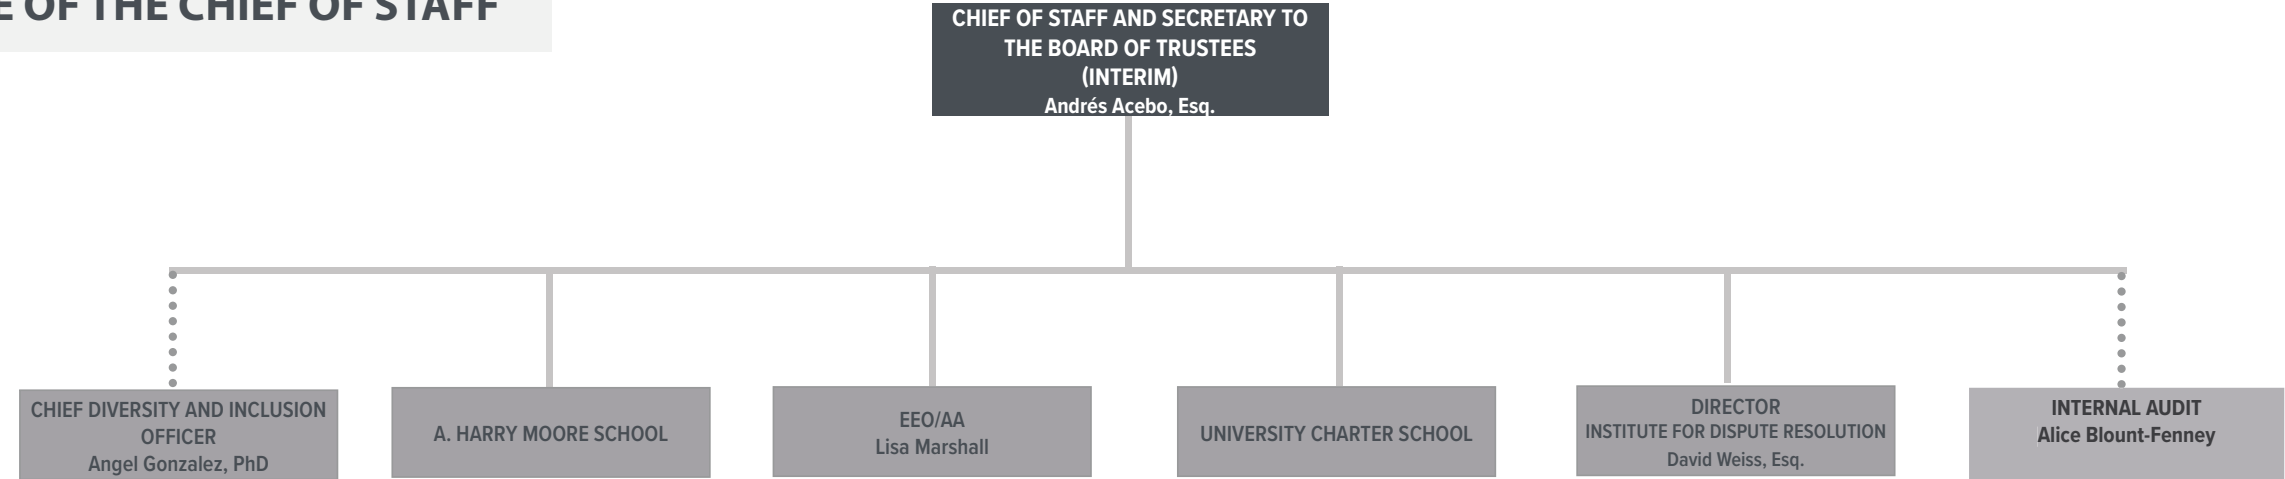 E OF THE CHIEF OF STAFF
CHIEF OF STAFF AND SECRETARY TO
THE BOARD OF TRUSTEES
(INTERIM)
Andrés Acebo, Esq.
CHIEF DIVERSITY AND INCLUSION
OFFICER
Angel Gonzalez, PhD
A. HARRY MOORE SCHOOL
EEO/AA
Lisa Marshall
UNIVERSITY CHARTER SCHOOL
DIRECTOR
INSTITUTE FOR DISPUTE RESOLUTION
David Weiss, Esq.
INTERNAL AUDIT
Alice Blount-Fenney